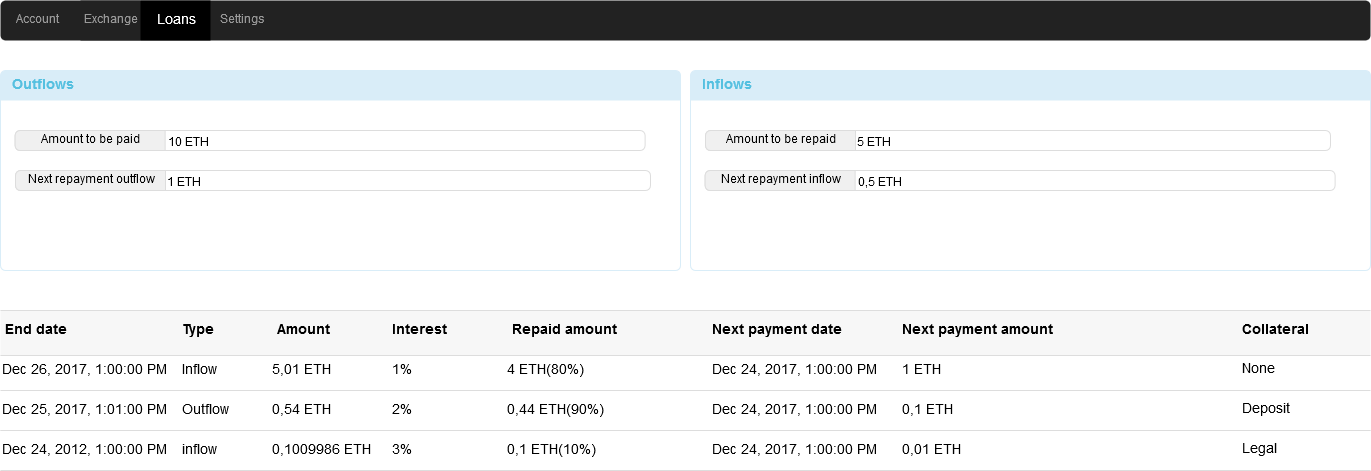 Account Exchange Loans Settings
Outflows
Amount to be paid 10 ETH
Next repayment outflow 1 ETH
Inflows
Amount to be repaid 5 ETH
Next repayment inflow 0,5 ETH
End date Type Amount Interest Repaid amount Next payment date Next payment amount Collateral
Dec 26, 2017, 1:00:00 PM Inflow 5,01 ETH 1% 4 ETH(80%) Dec 24, 2017, 1:00:00 PM 1 ETH None
Dec 25, 2017, 1:01:00 PM Outflow 0,54 ETH 2% 0,44 ETH(90%) Dec 24, 2017, 1:00:00 PM 0,1 ETH Deposit
Dec 24, 2012, 1:00:00 PM inflow 0,1009986 ETH 3% 0,1 ETH(10%) Dec 24, 2017, 1:00:00 PM 0,01 ETH Legal